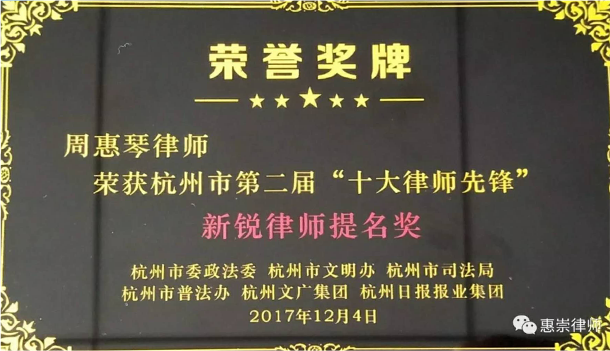 荣誉奖牌
周惠琴律师
荣获杭州市第二届“十大律师先锋”
新锐律师提名奖
杭州市委政法委 杭州市文明办 杭州市司法局
杭州市普法办 杭州文广集团 杭州日报报业集团
2017年12月4日
惠崇律师